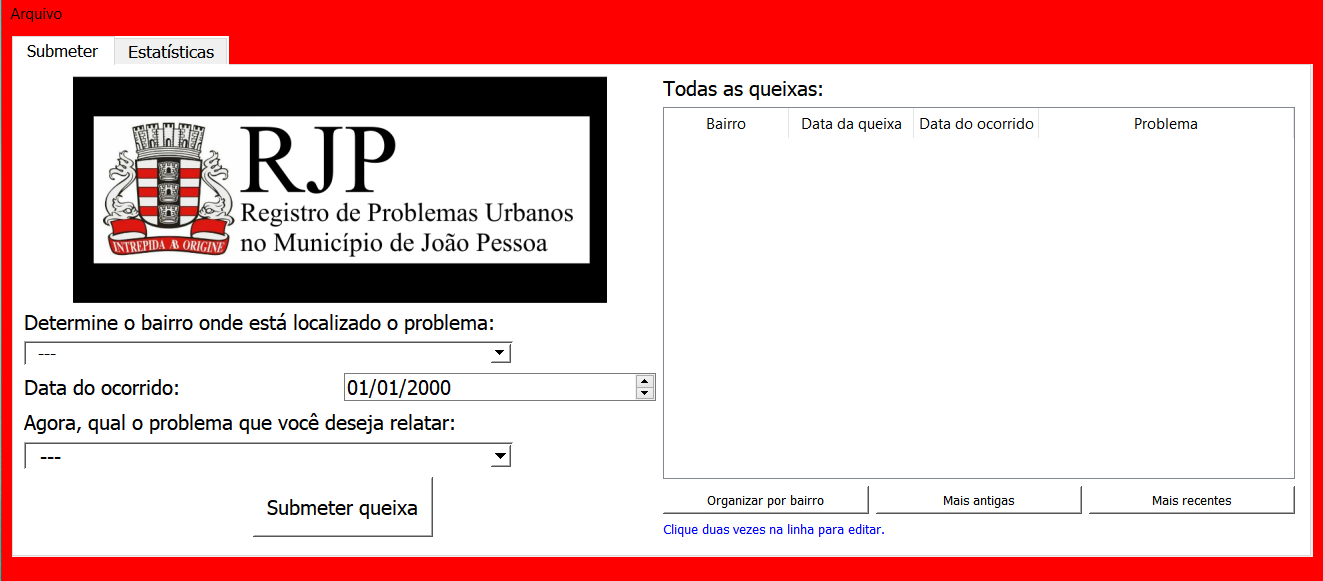 Arquivo
Submeter
Estatísticas
RJP
Registro de Problemas Urbanos
no Município de João Pessoa
INTREPIDA AB ORIGINE
Determine o bairro onde está localizado o problema:
---
Data do ocorrido:
01/01/2000
Agora, qual o problema que você deseja relatar:
---
Submeter queixa
Todas as queixas:
Bairro
Data da queixa
Data do ocorrido
Problema
Organizar por bairro
Mais antigas
Mais recentes
Clique duas vezes na linha para editar.